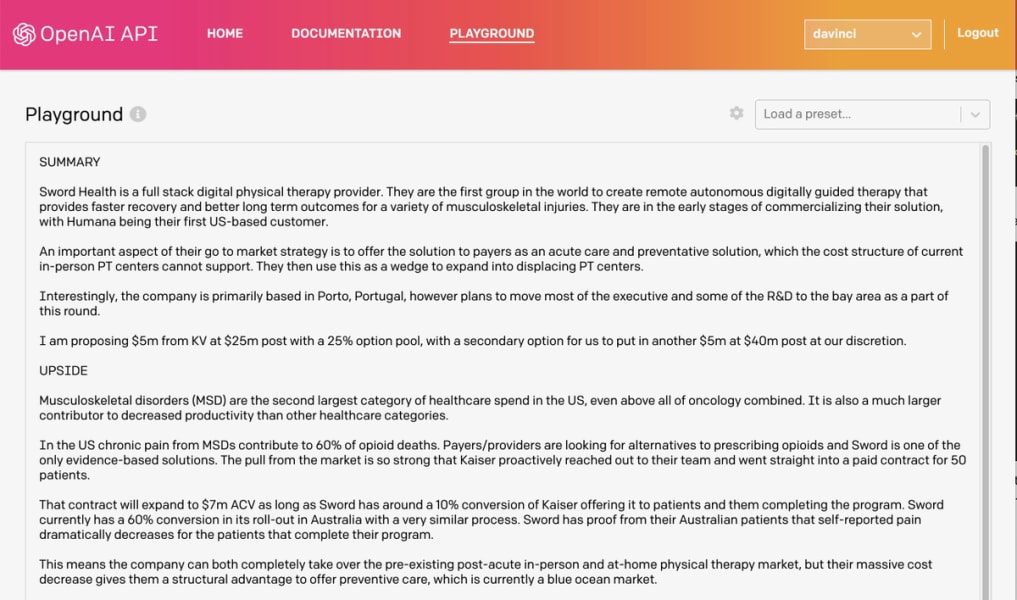 OpenAI API HOME DOCUMENTATION PLAYGROUND davinci Logout
Playground Load a preset...
SUMMARY
Sword Health is a full stack digital physical therapy provider. They are the first group in the world to create remote autonomous digitally guided therapy that
provides faster recovery and better long term outcomes for a variety of musculoskeletal injuries. They are in the early stages of commercializing their solution,
with Humana being their first US-based customer.
An important aspect of their go to market strategy is to offer the solution to payers as an acute care and preventative solution, which the cost structure of current
in-person PT centers cannot support. They then use this as a wedge to expand into displacing PT centers.
Interestingly, the company is primarily based in Porto, Portugal, however plans to move most of the executive and some of the R&D to the bay area as a part of
this round.
I am proposing $5m from KV at $25m post with a 25% option pool, with a secondary option for us to put in another $5m at $40m post at our discretion.
UPSIDE
Musculoskeletal disorders (MSD) are the second largest category of healthcare spend in the US, even above all of oncology combined. It is also a much larger
contributor to decreased productivity than other healthcare categories.
In the US chronic pain from MSDs contribute to 60% of opioid deaths. Payers/providers are looking for alternatives to prescribing opioids and Sword is one of the
only evidence-based solutions. The pull from the market is so strong that Kaiser proactively reached out to their team and went straight into a paid contract for 50
patients.
That contract will expand to $7m ACV as long as Sword has around a 10% conversion of Kaiser offering it to patients and them completing the program. Sword
currently has a 60% conversion in its roll-out in Australia with a very similar process. Sword has proof from their Australian patients that self-reported pain
dramatically decreases for the patients that complete their program.
This means the company can both completely take over the pre-existing post-acute in-person and at-home physical therapy market, but their massive cost
decrease gives them a structural advantage to offer preventive care, which is currently a blue ocean market.